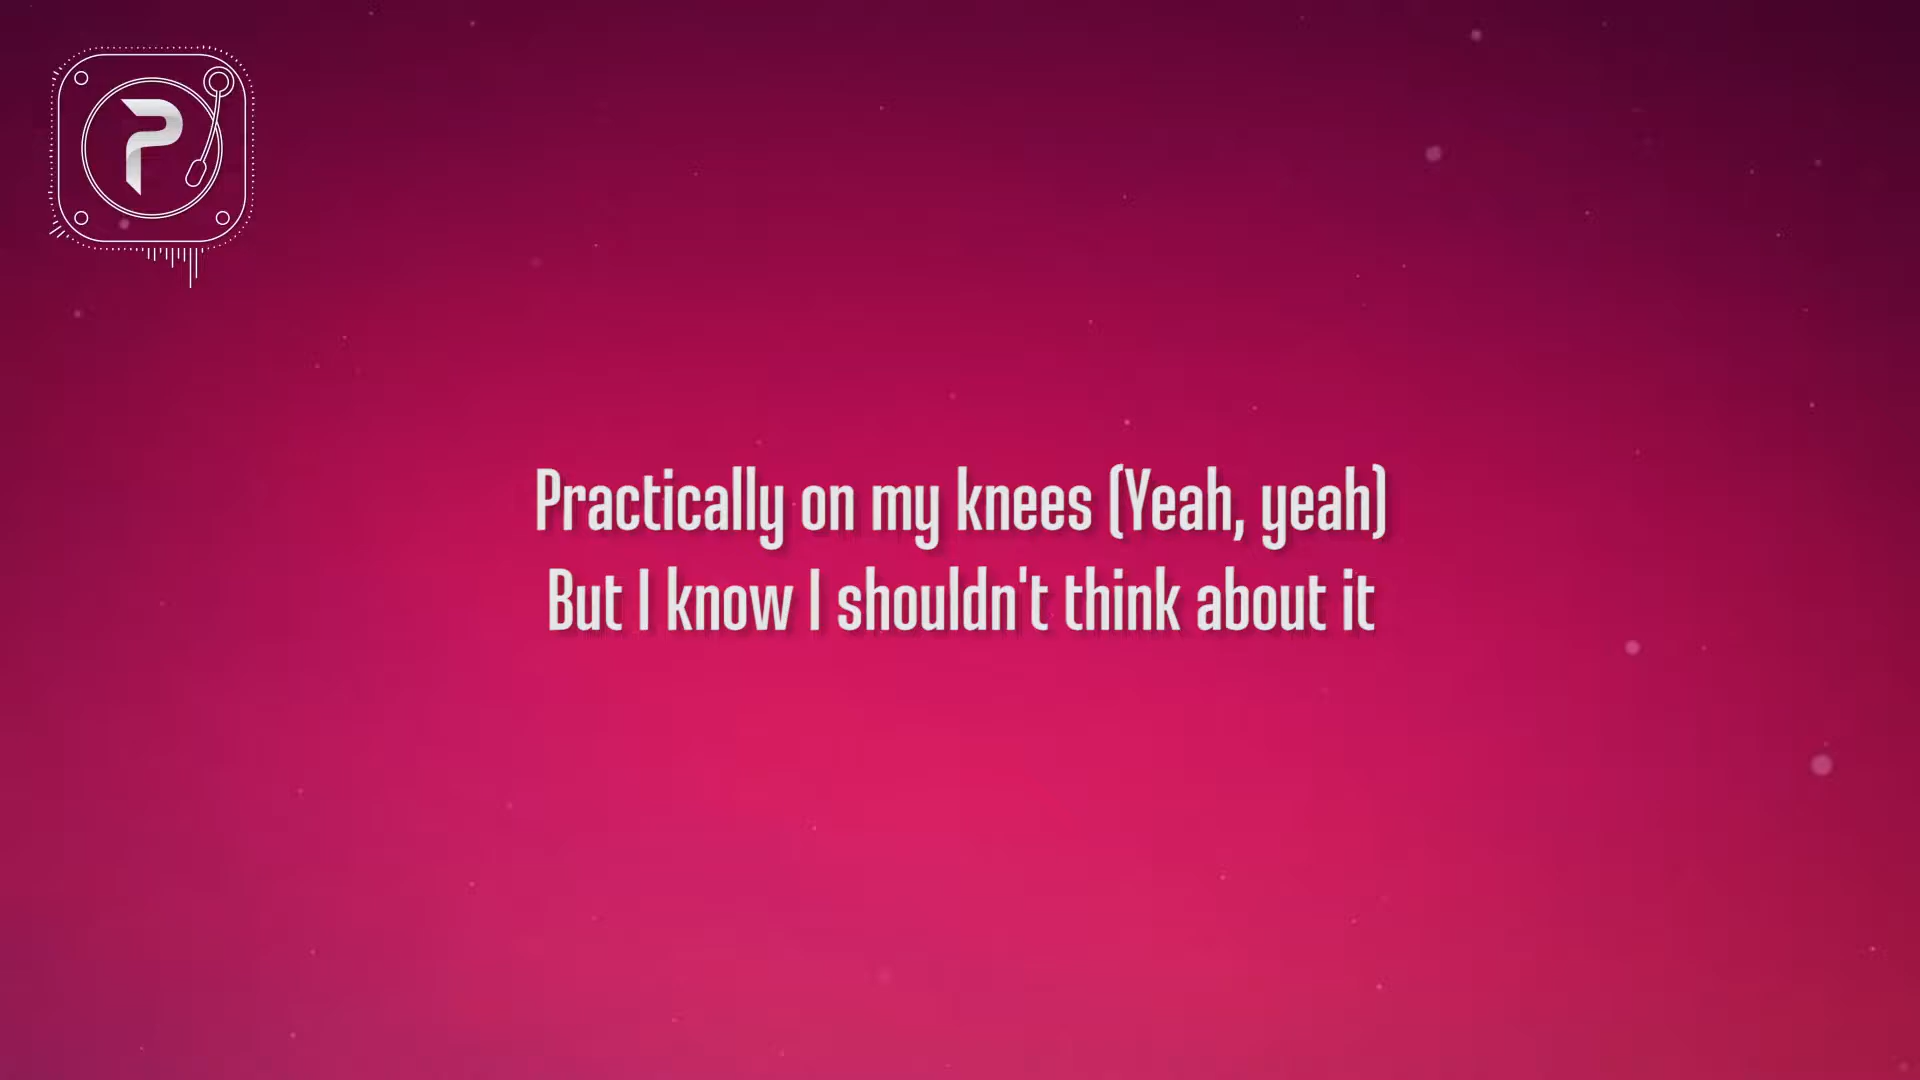 P
Practically on my knees (Yeah, yeah)
But I know I shouldn't think about it